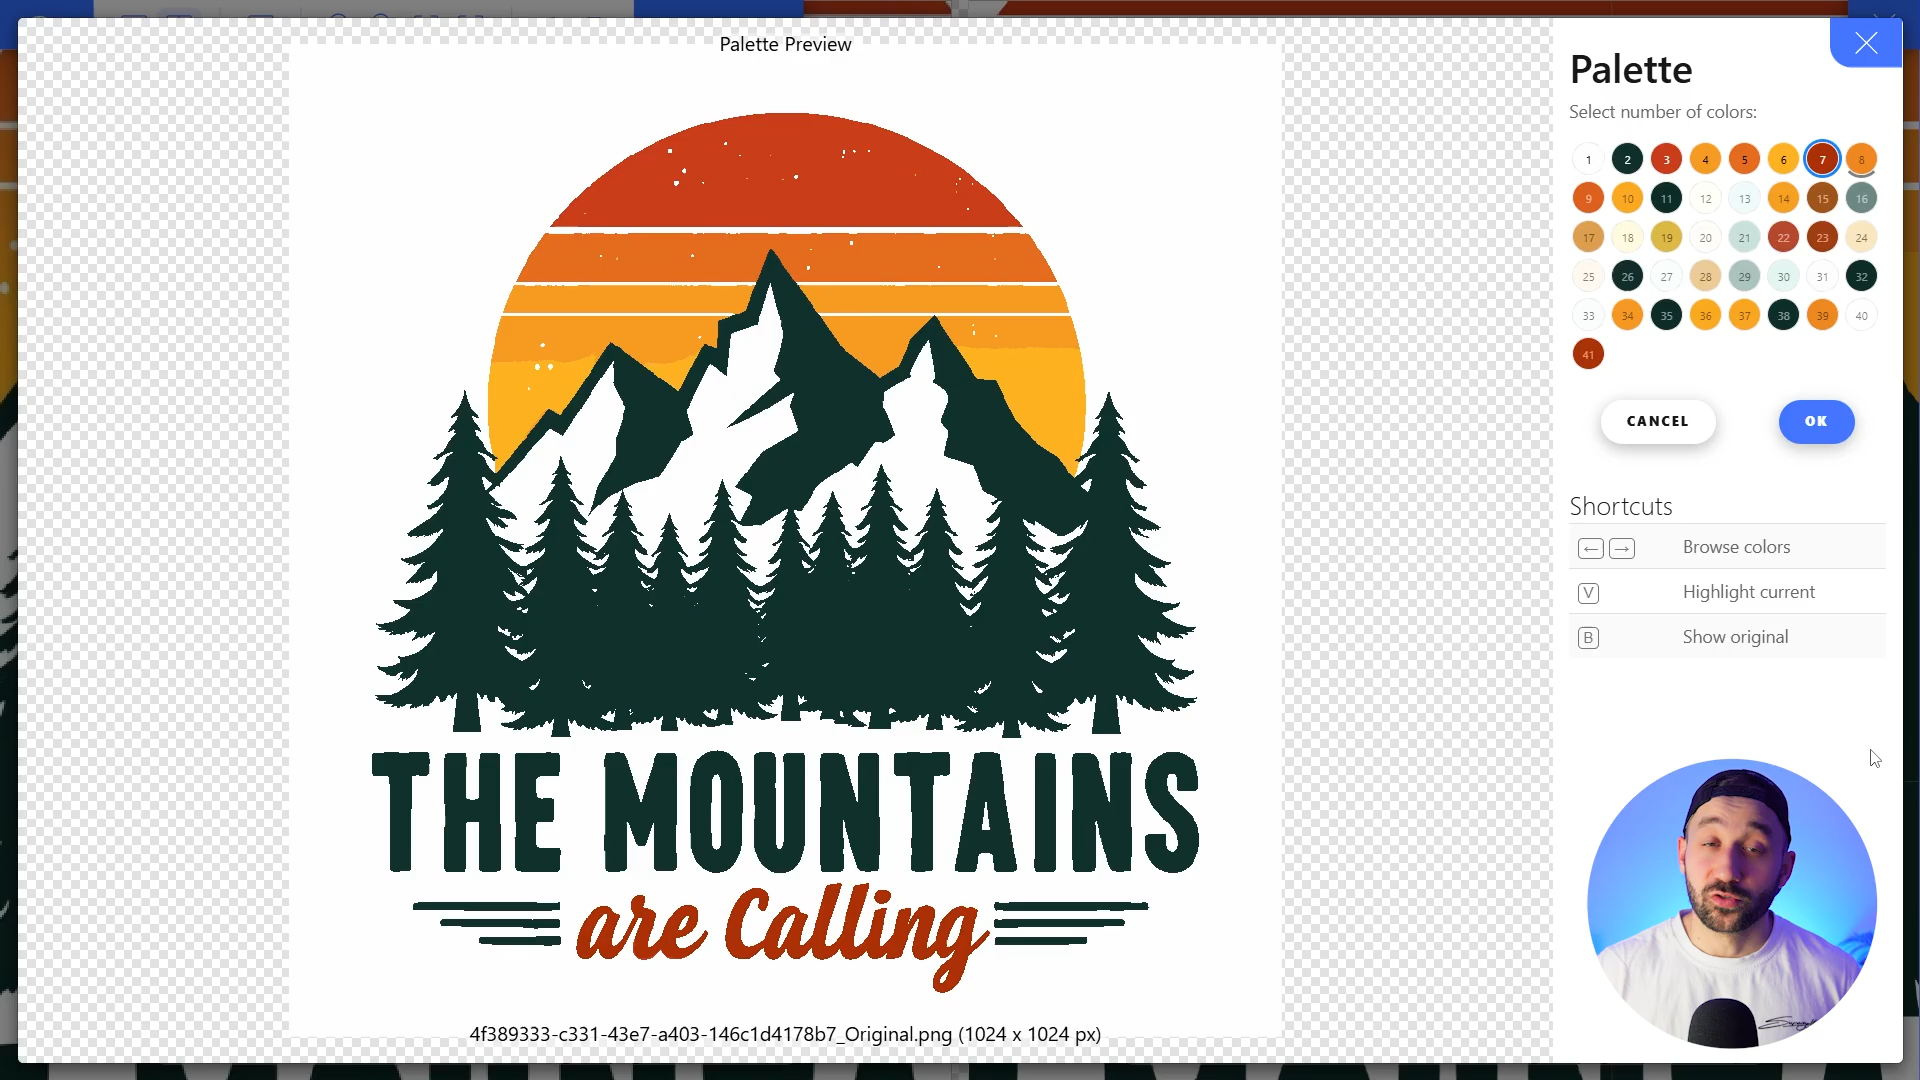 Palette Preview
THE MOUNTAINS
are Calling
4f389333-c331-43e7-a403-146c1d4178b7_Original.png (1024 x 1024 px)
Palette
Select number of colors:
1 2 3 4 5 6 7 8
9 10 11 12 13 14 15 16
17 18 19 20 21 22 23 24
25 26 27 28 29 30 31 32
33 34 35 36 37 38 39 40
41
CANCEL OK
Shortcuts
← → Browse colors
V Highlight current
B Show original